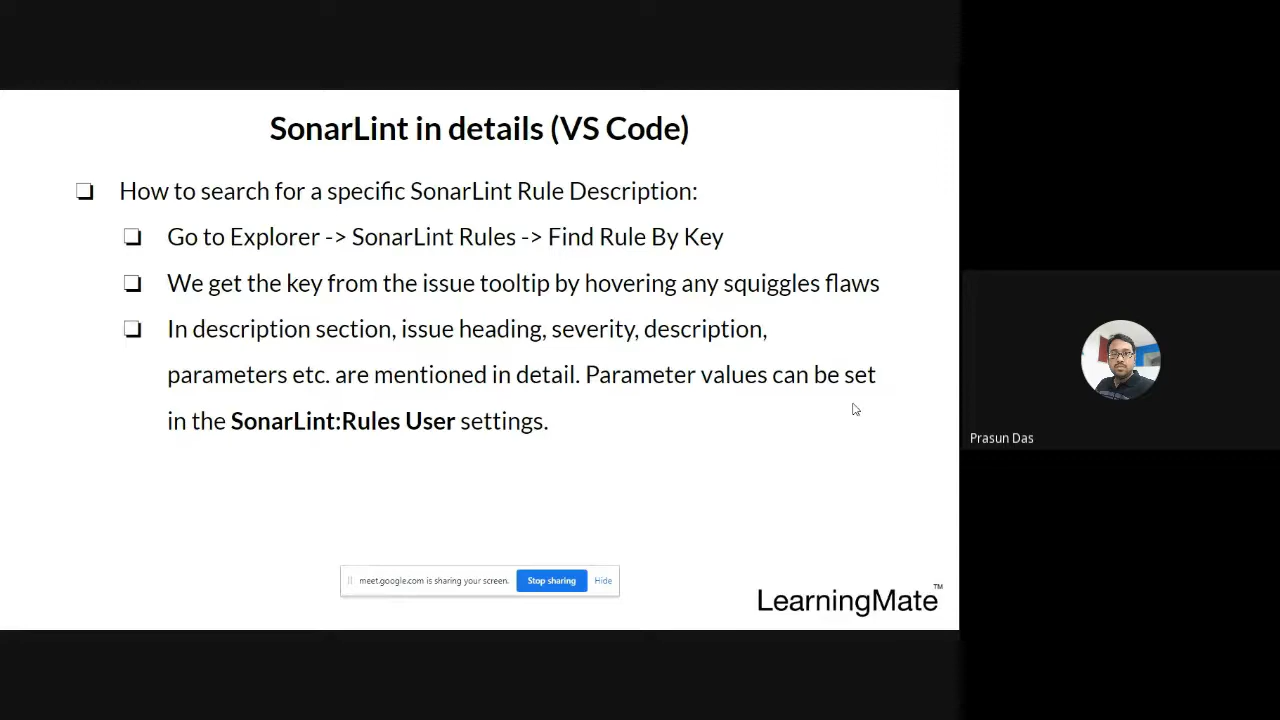 SonarLint in details (VS Code)
How to search for a specific SonarLint Rule Description:
Go to Explorer -> SonarLint Rules -> Find Rule By Key
We get the key from the issue tooltip by hovering any squiggles flaws
In description section, issue heading, severity, description,
parameters etc. are mentioned in detail. Parameter values can be set
in the SonarLint:Rules User settings.
Prasun Das
meet.google.com is sharing your screen. Stop sharing Hide
LearningMate™